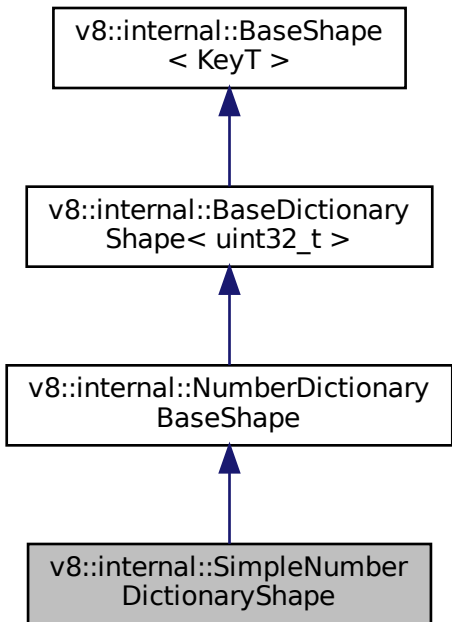 v8::internal::BaseShape
< KeyT >
v8::internal::BaseDictionary
Shape< uint32_t >
v8::internal::NumberDictionary
BaseShape
v8::internal::SimpleNumber
DictionaryShape